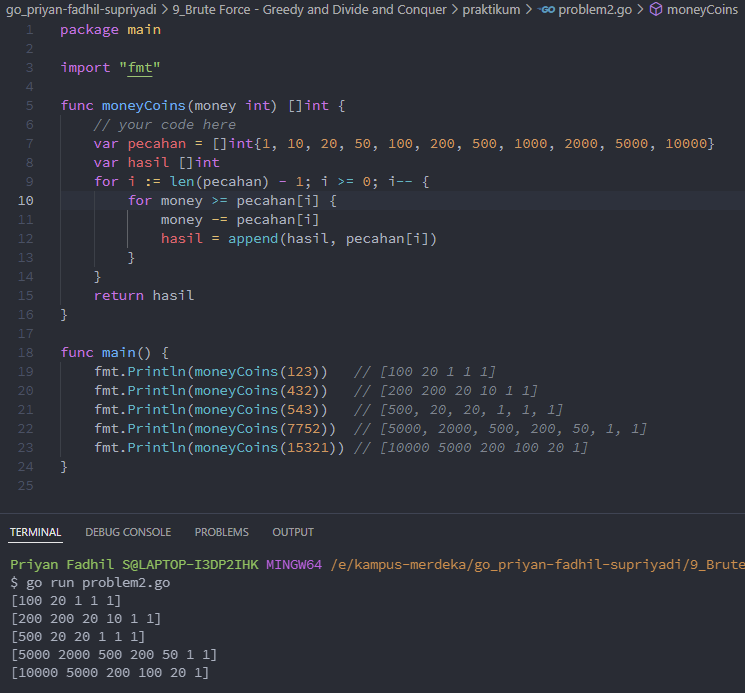 go_priyan-fadhil-supriyadi > 9_Brute Force - Greedy and Divide and Conquer > praktikum > GO problem2.go > moneyCoins
1 package main
2
3 import "fmt"
4
5 func moneyCoins(money int) []int {
6     // your code here
7     var pecahan = []int{1, 10, 20, 50, 100, 200, 500, 1000, 2000, 5000, 10000}
8     var hasil []int
9     for i := len(pecahan) - 1; i >= 0; i-- {
10         for money >= pecahan[i] {
11             money -= pecahan[i]
12             hasil = append(hasil, pecahan[i])
13         }
14     }
15     return hasil
16 }
17
18 func main() {
19     fmt.Println(moneyCoins(123))   // [100 20 1 1 1]
20     fmt.Println(moneyCoins(432))   // [200 200 20 10 1 1]
21     fmt.Println(moneyCoins(543))   // [500, 20, 20, 1, 1, 1]
22     fmt.Println(moneyCoins(7752))  // [5000, 2000, 500, 200, 50, 1, 1]
23     fmt.Println(moneyCoins(15321)) // [10000 5000 200 100 20 1]
24 }
25
TERMINAL DEBUG CONSOLE PROBLEMS OUTPUT
Priyan Fadhil S@LAPTOP-I3DP2IHK MINGW64 /e/kampus-merdeka/go_priyan-fadhil-supriyadi/9_Brute
$ go run problem2.go
[100 20 1 1 1]
[200 200 20 10 1 1]
[500 20 20 1 1 1]
[5000 2000 500 200 50 1 1]
[10000 5000 200 100 20 1]